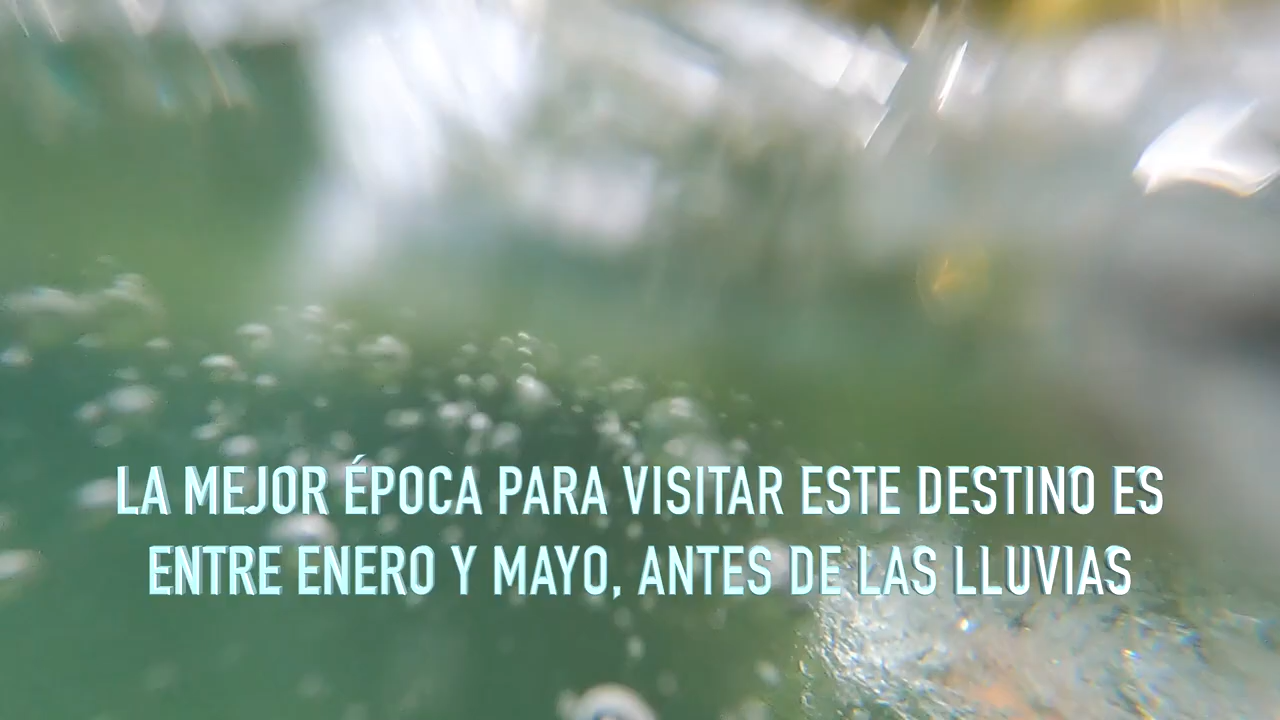 LA MEJOR ÉPOCA PARA VISITAR ESTE DESTINO ES
ENTRE ENERO Y MAYO, ANTES DE LAS LLUVIAS